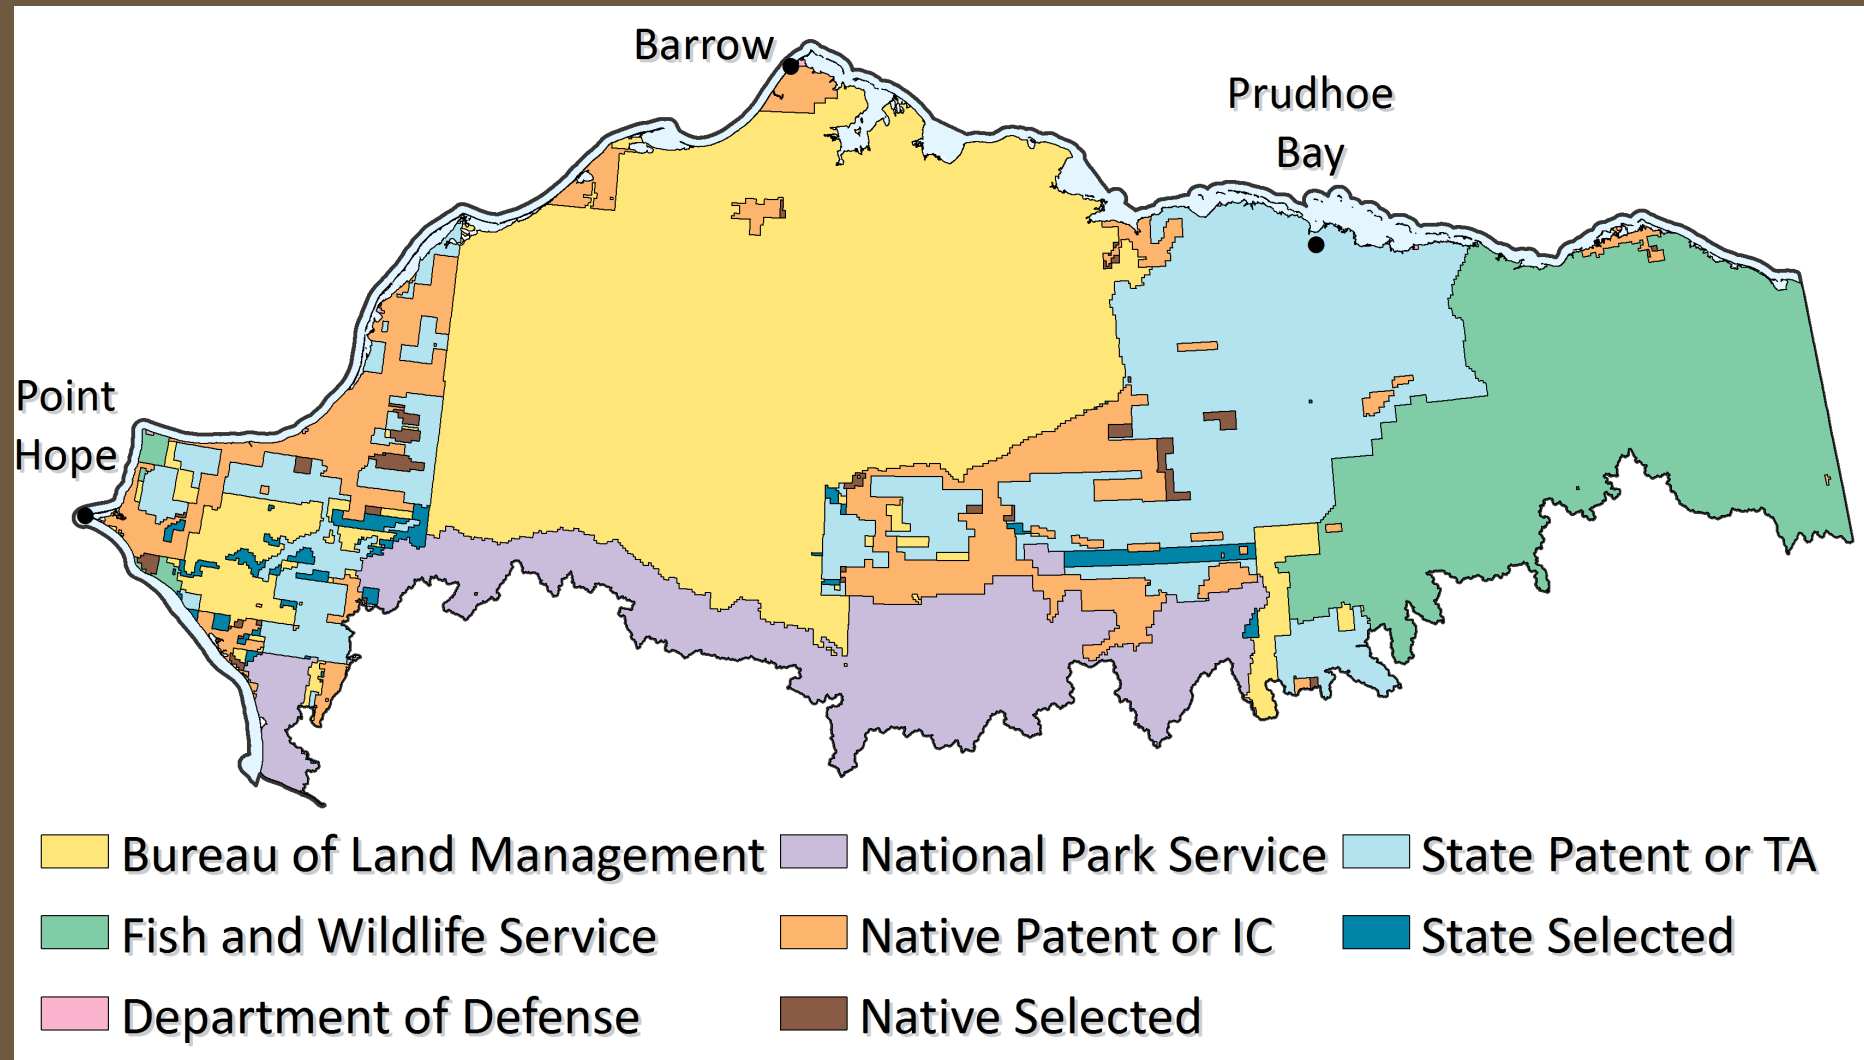 Barrow
Prudhoe
Bay
Point
Hope
Bureau of Land Management
National Park Service
State Patent or TA
Fish and Wildlife Service
Native Patent or IC
State Selected
Department of Defense
Native Selected